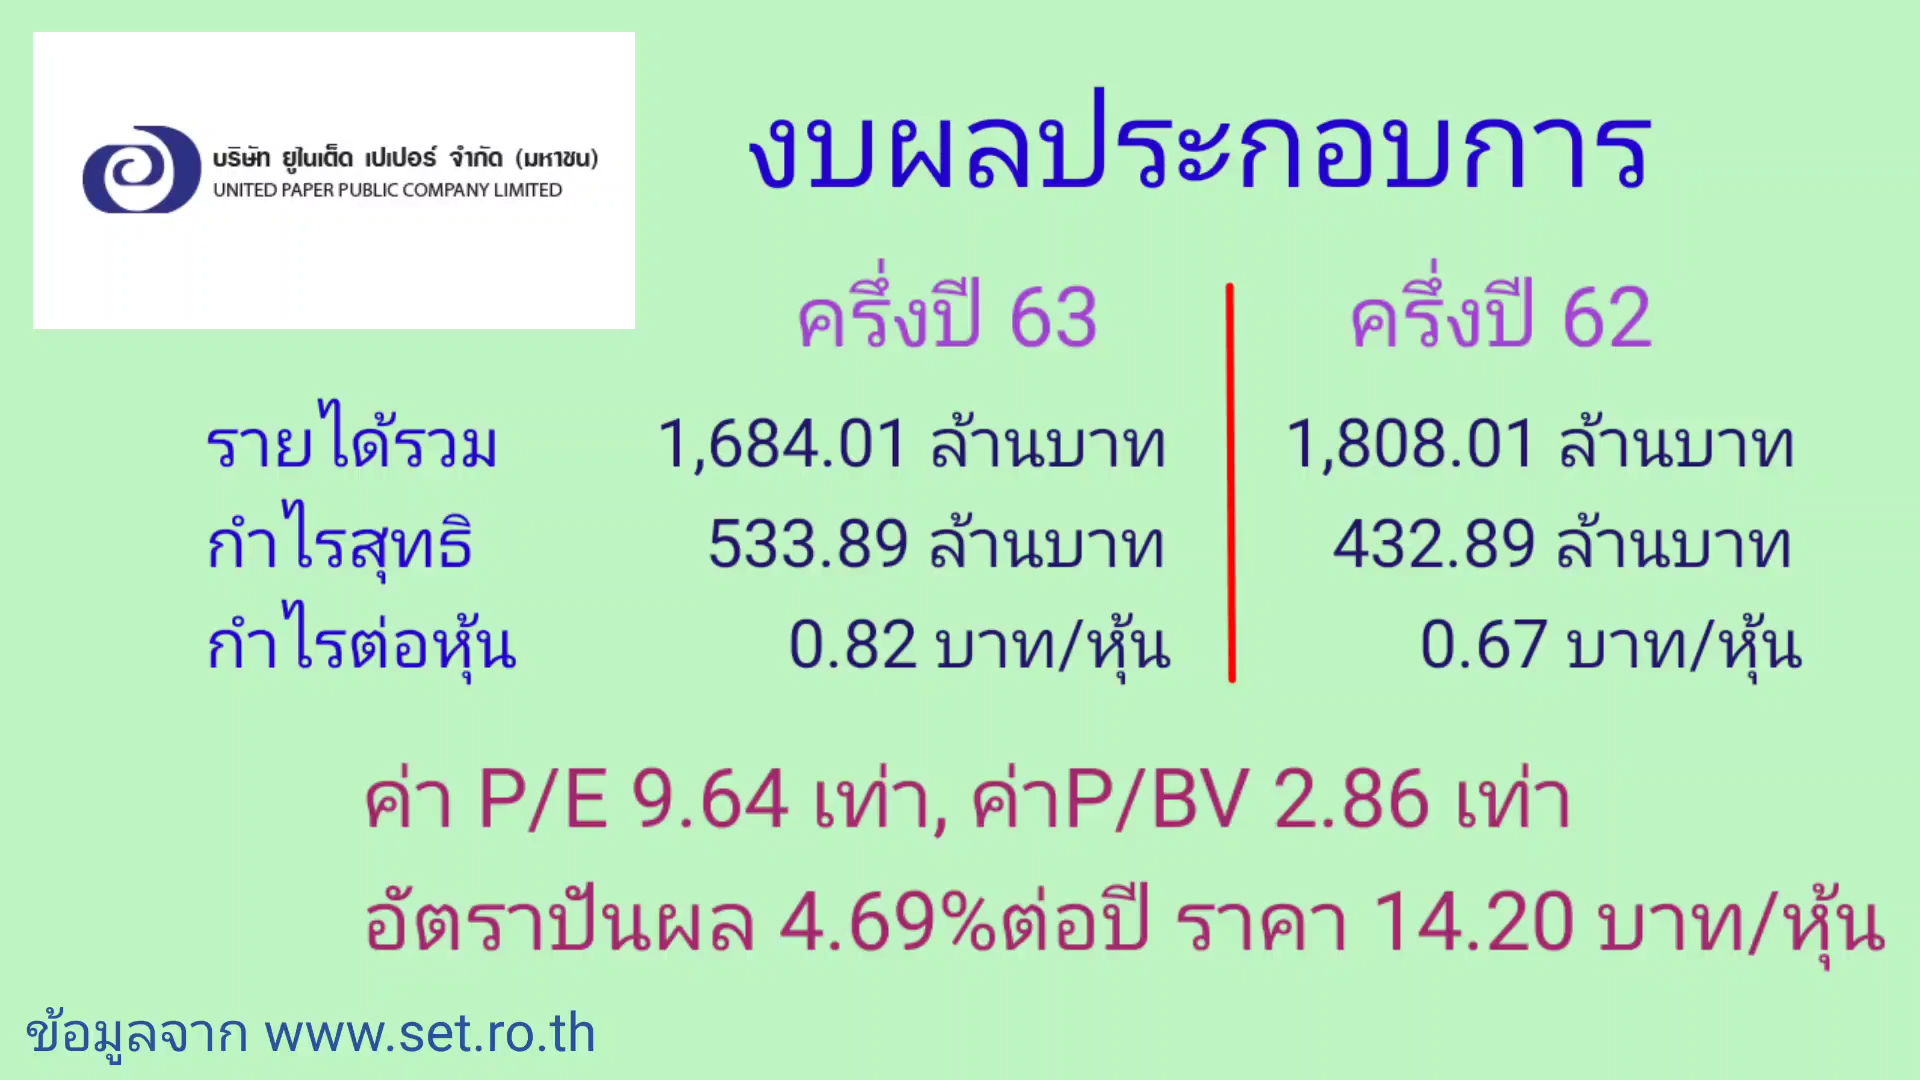 บริษัท ยูไนเต็ด เปเปอร์ จำกัด (มหาชน)
UNITED PAPER PUBLIC COMPANY LIMITED
งบผลประกอบการ
ครึ่งปี 63 ครึ่งปี 62
รายได้รวม 1,684.01 ล้านบาท 1,808.01 ล้านบาท
กำไรสุทธิ 533.89 ล้านบาท 432.89 ล้านบาท
กำไรต่อหุ้น 0.82 บาท/หุ้น 0.67 บาท/หุ้น
ค่า P/E 9.64 เท่า, ค่าP/BV 2.86 เท่า
อัตราปันผล 4.69%ต่อปี ราคา 14.20 บาท/หุ้น
ข้อมูลจาก www.set.ro.th